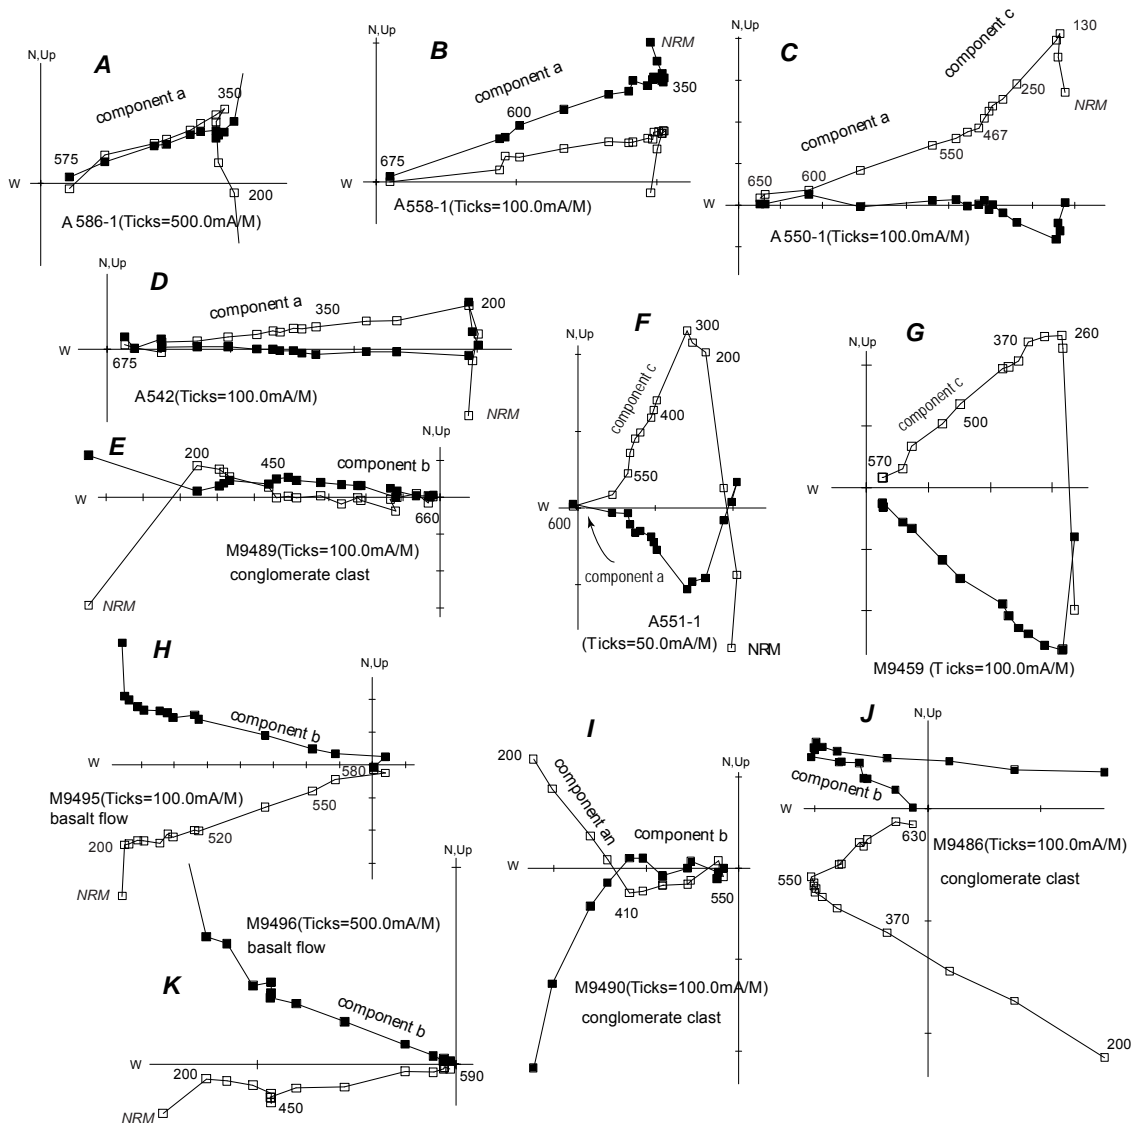 A
N,Up
component a
350
575
W
200
A586-1(Ticks=500.0mA/M)
B
N,Up
NRM
component a
350
600
675
W
A558-1(Ticks=100.0mA/M)
C
N,Up
component c
130
NRM
250
component a
467
550
650
600
W
A550-1(Ticks=100.0mA/M)
D
N,Up
component a
350
200
W
675
A542(Ticks=100.0mA/M)
NRM
E
N,Up
200
450
component b
W
660
M9489(Ticks=100.0mA/M)
conglomerate clast
NRM
F
N,Up
300
200
component c
400
550
W
600
component a
A551-1
(Ticks=50.0mA/M)
NRM
G
N,Up
370
260
component c
500
570
W
M9459 (Ticks=100.0mA/M)
H
N,Up
component b
W
580
550
M9495(Ticks=100.0mA/M)
basalt flow
520
200
NRM
I
N,Up
200
component an
component b
W
410
550
M9490(Ticks=100.0mA/M)
conglomerate clast
J
N,Up
component b
W
630
M9486(Ticks=100.0mA/M)
conglomerate clast
550
370
200
K
N,Up
M9496(Ticks=500.0mA/M)
basalt flow
component b
W
590
200
450
NRM